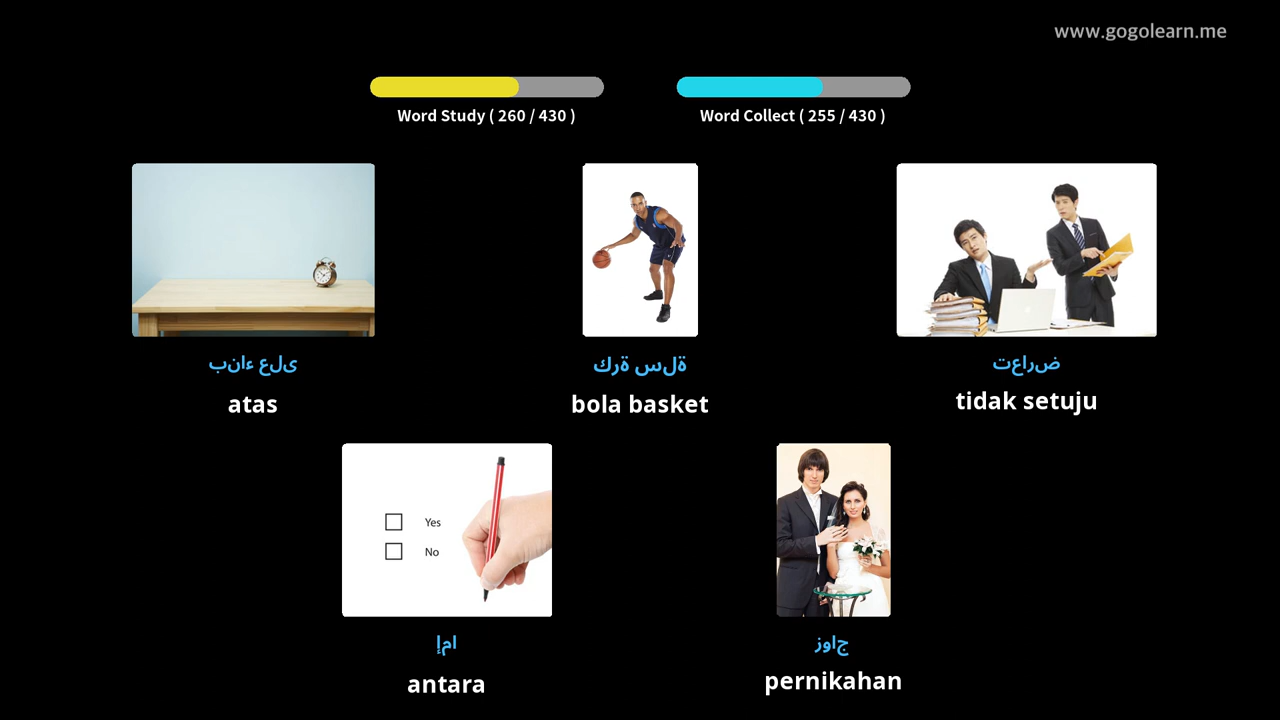 www.gogolearn.me
Word Study ( 260 / 430 )
Word Collect ( 255 / 430 )
ىلع ءانب
atas
ةلس ةرك
bola basket
ضراعت
tidak setuju
Yes
No
امإ
antara
جاوز
pernikahan